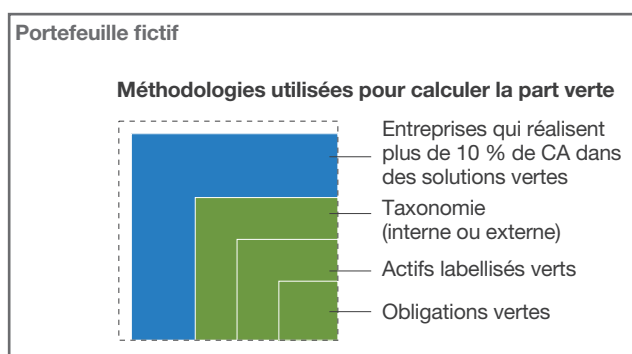 Portefeuille fictif
Méthodologies utilisées pour calculer la part verte
Entreprises qui réalisent
plus de 10 % de CA dans
des solutions vertes
Taxonomie
(interne ou externe)
Actifs labellisés verts
Obligations vertes